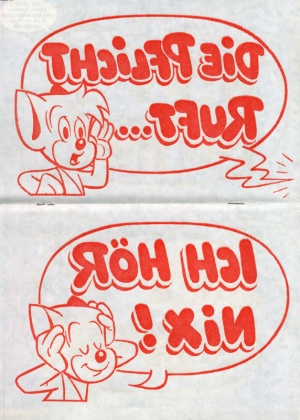 DIE PFLICHT
RUFT...
ICH HÖR
NIX!